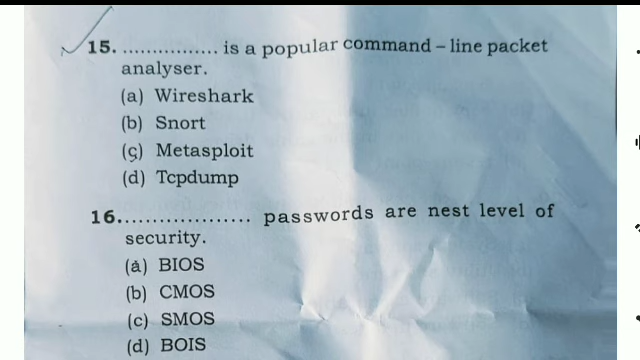 15. ................ is a popular command – line packet
analyser.
(a) Wireshark
(b) Snort
(c) Metasploit
(d) Tcpdump
16................... passwords are nest level of
security.
(a) BIOS
(b) CMOS
(c) SMOS
(d) BOIS